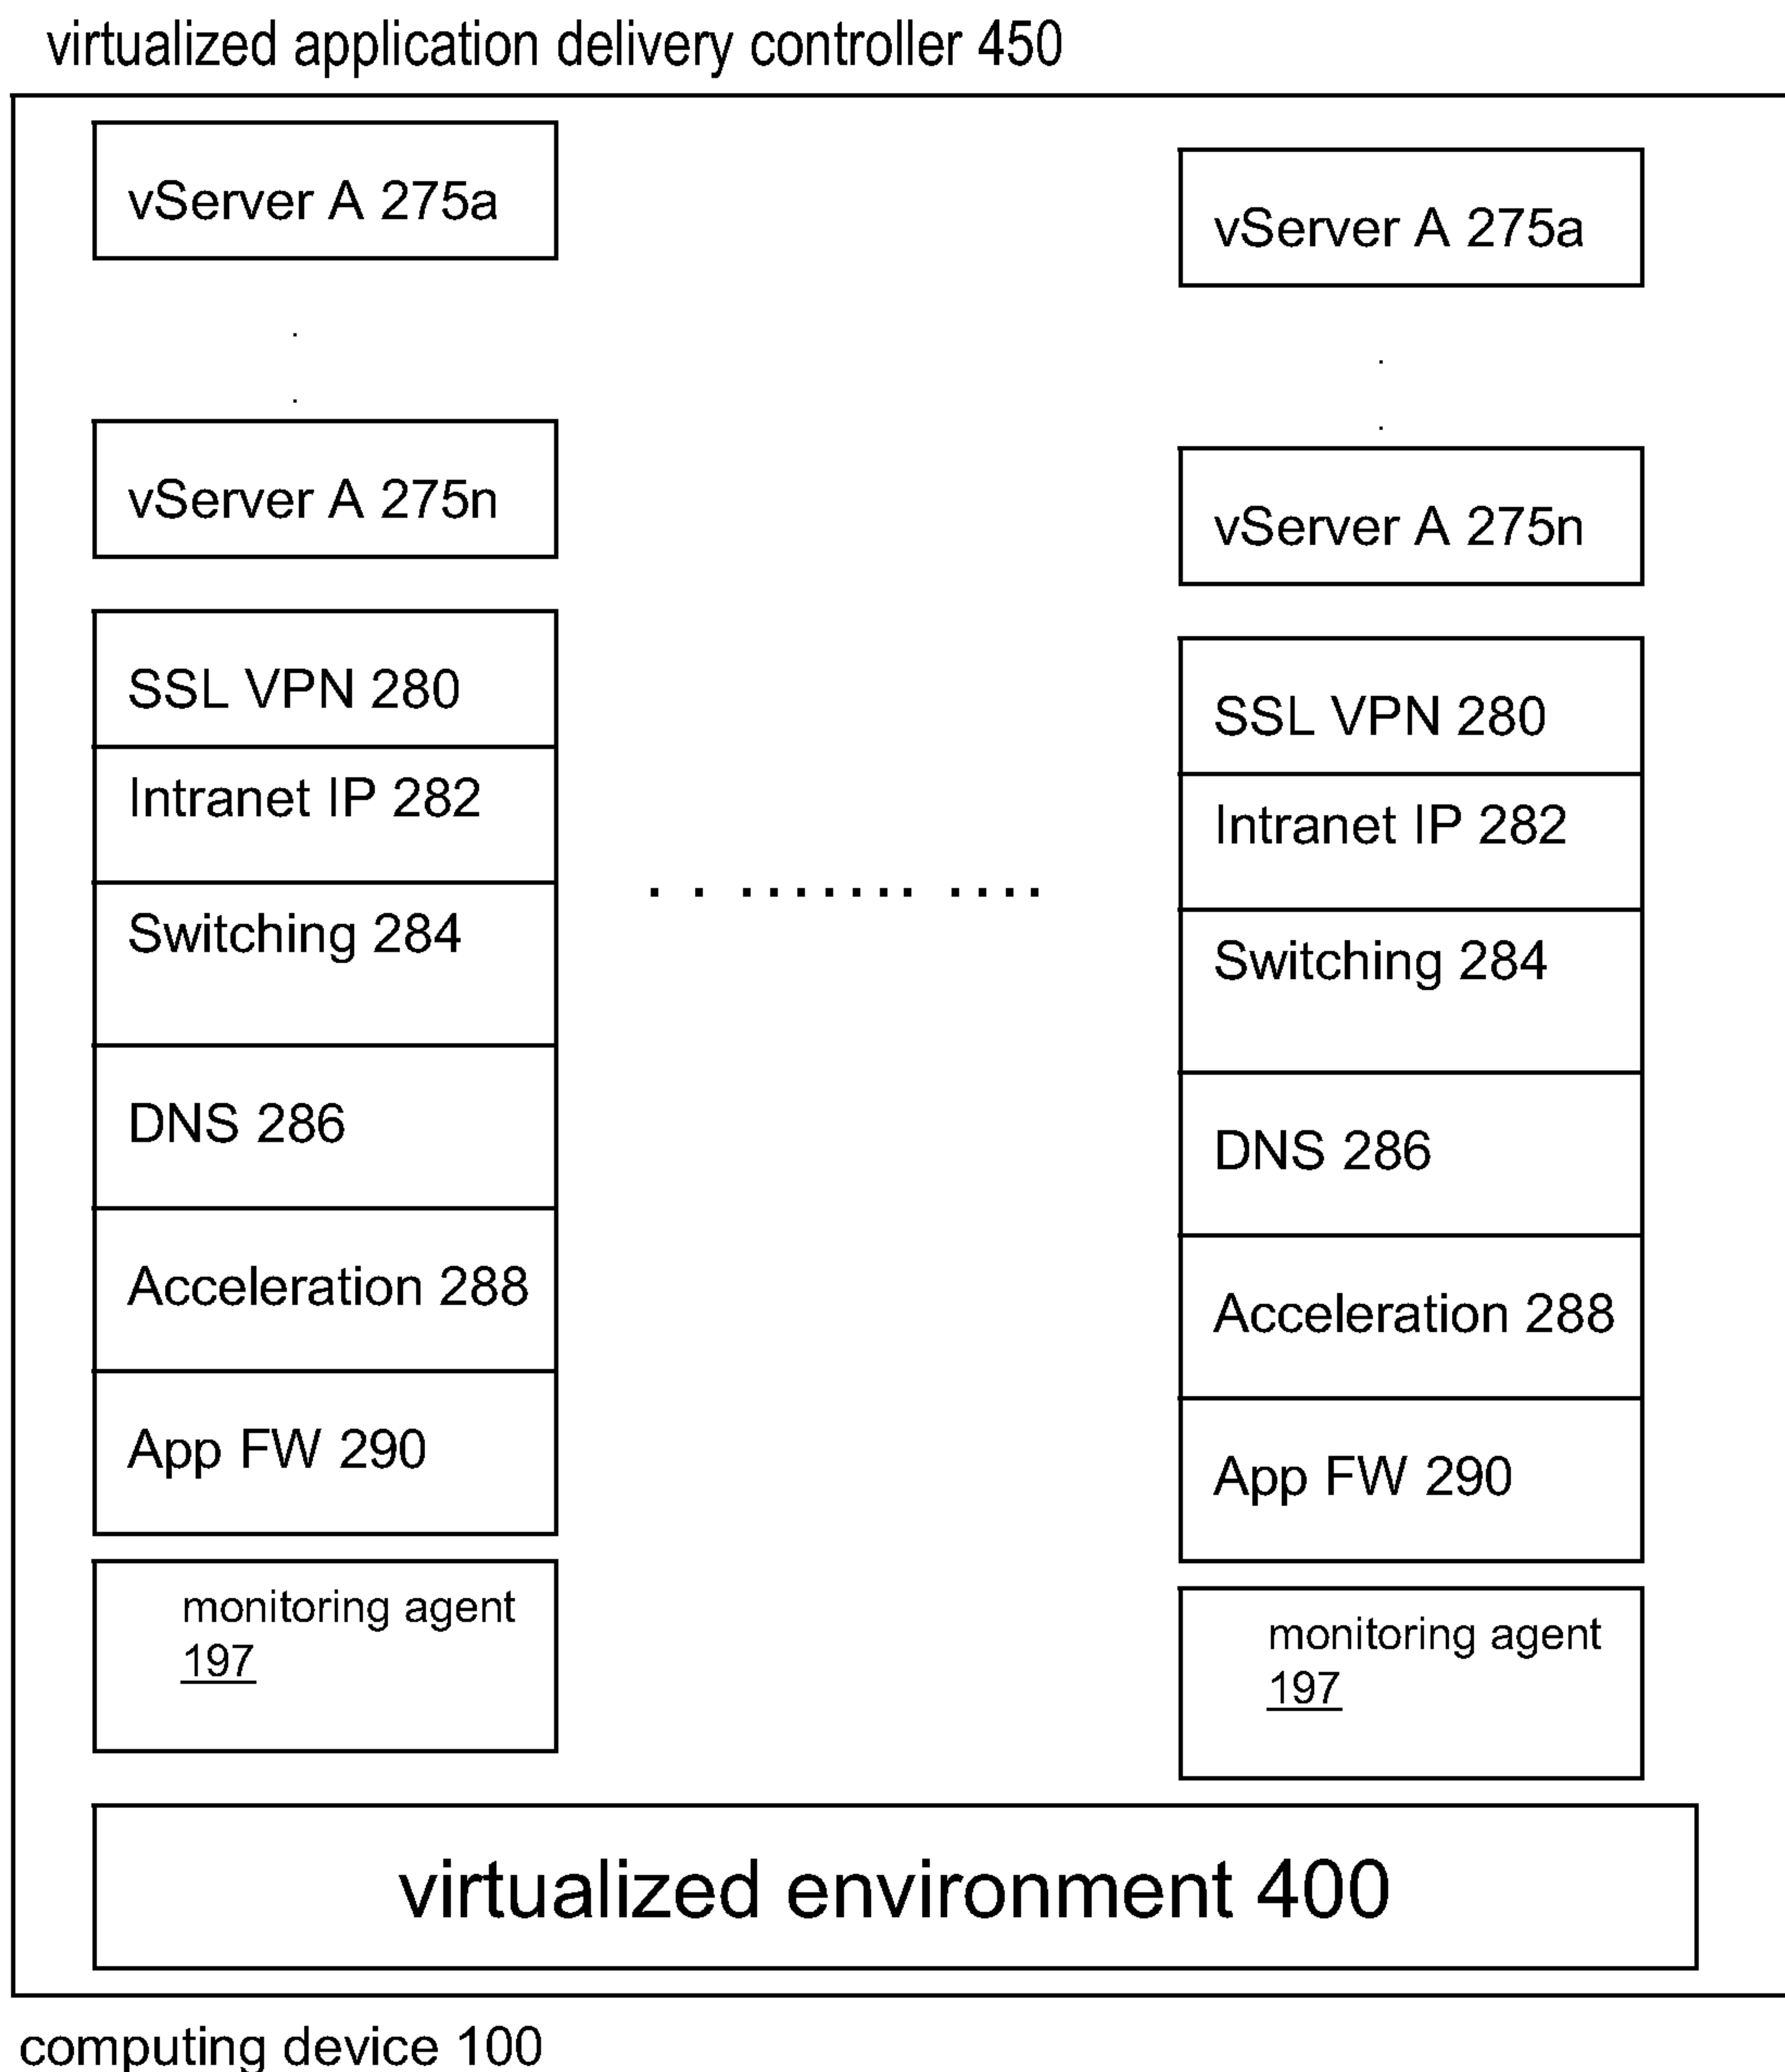 virtualized application delivery controller 450
vServer A 275a
vServer A 275n
SSL VPN 280
Intranet IP 282
Switching 284
DNS 286
Acceleration 288
App FW 290
monitoring agent
197
vServer A 275a
vServer A 275n
SSL VPN 280
Intranet IP 282
Switching 284
DNS 286
Acceleration 288
App FW 290
monitoring agent
197
virtualized environment 400
computing device 100